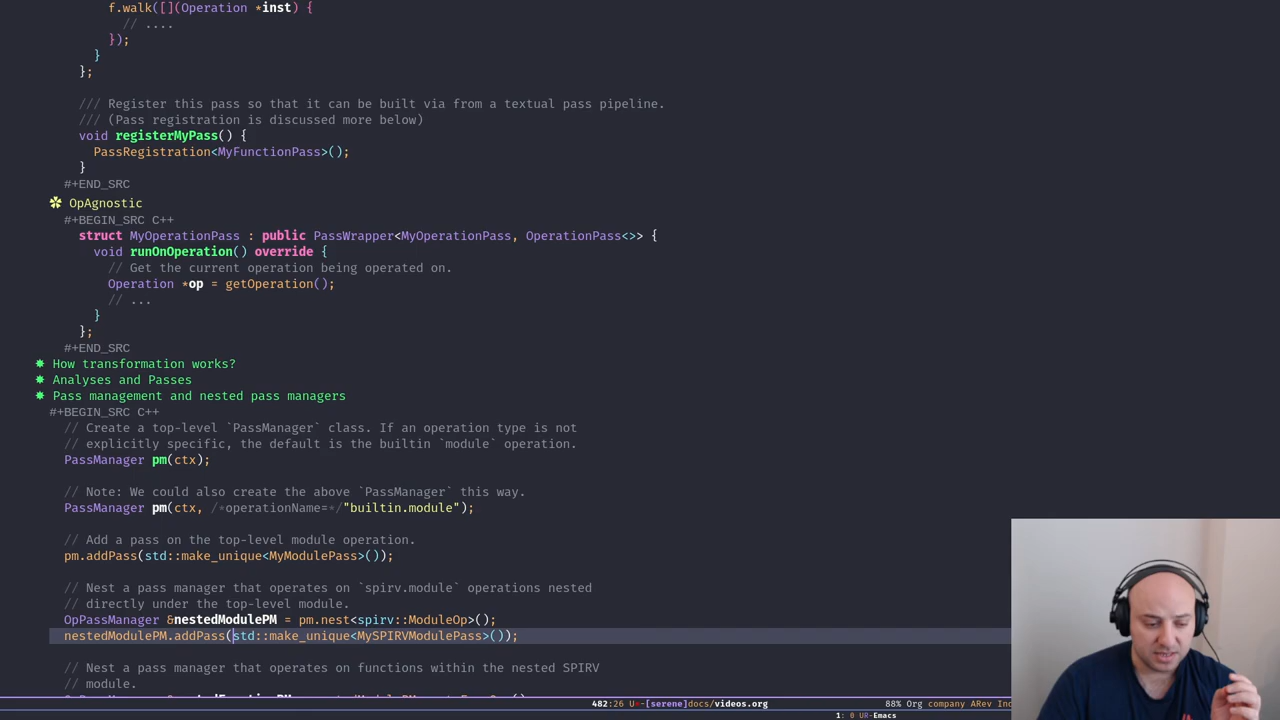 f.walk([](Operation *inst) {
// ....
});
}
};
/// Register this pass so that it can be built via from a textual pass pipeline.
/// (Pass registration is discussed more below)
void registerMyPass() {
PassRegistration<MyFunctionPass>();
}
#+END_SRC
OpAgnostic
#+BEGIN_SRC C++
struct MyOperationPass : public PassWrapper<MyOperationPass, OperationPass<>> {
void runOnOperation() override {
// Get the current operation being operated on.
Operation *op = getOperation();
// ...
}
};
#+END_SRC
How transformation works?
Analyses and Passes
Pass management and nested pass managers
#+BEGIN_SRC C++
// Create a top-level `PassManager` class. If an operation type is not
// explicitly specific, the default is the builtin `module` operation.
PassManager pm(ctx);
// Note: We could also create the above `PassManager` this way.
PassManager pm(ctx, /*operationName=*/"builtin.module");
// Add a pass on the top-level module operation.
pm.addPass(std::make_unique<MyModulePass>());
// Nest a pass manager that operates on `spirv.module` operations nested
// directly under the top-level module.
OpPassManager &nestedModulePM = pm.nest<spirv::ModuleOp>();
nestedModulePM.addPass(std::make_unique<MySPIRVModulePass>());
// Nest a pass manager that operates on functions within the nested SPIRV
// module.
482:26 U*-[serene]docs/videos.org 88% Org company ARev Ind
1: 0 UR-Emacs